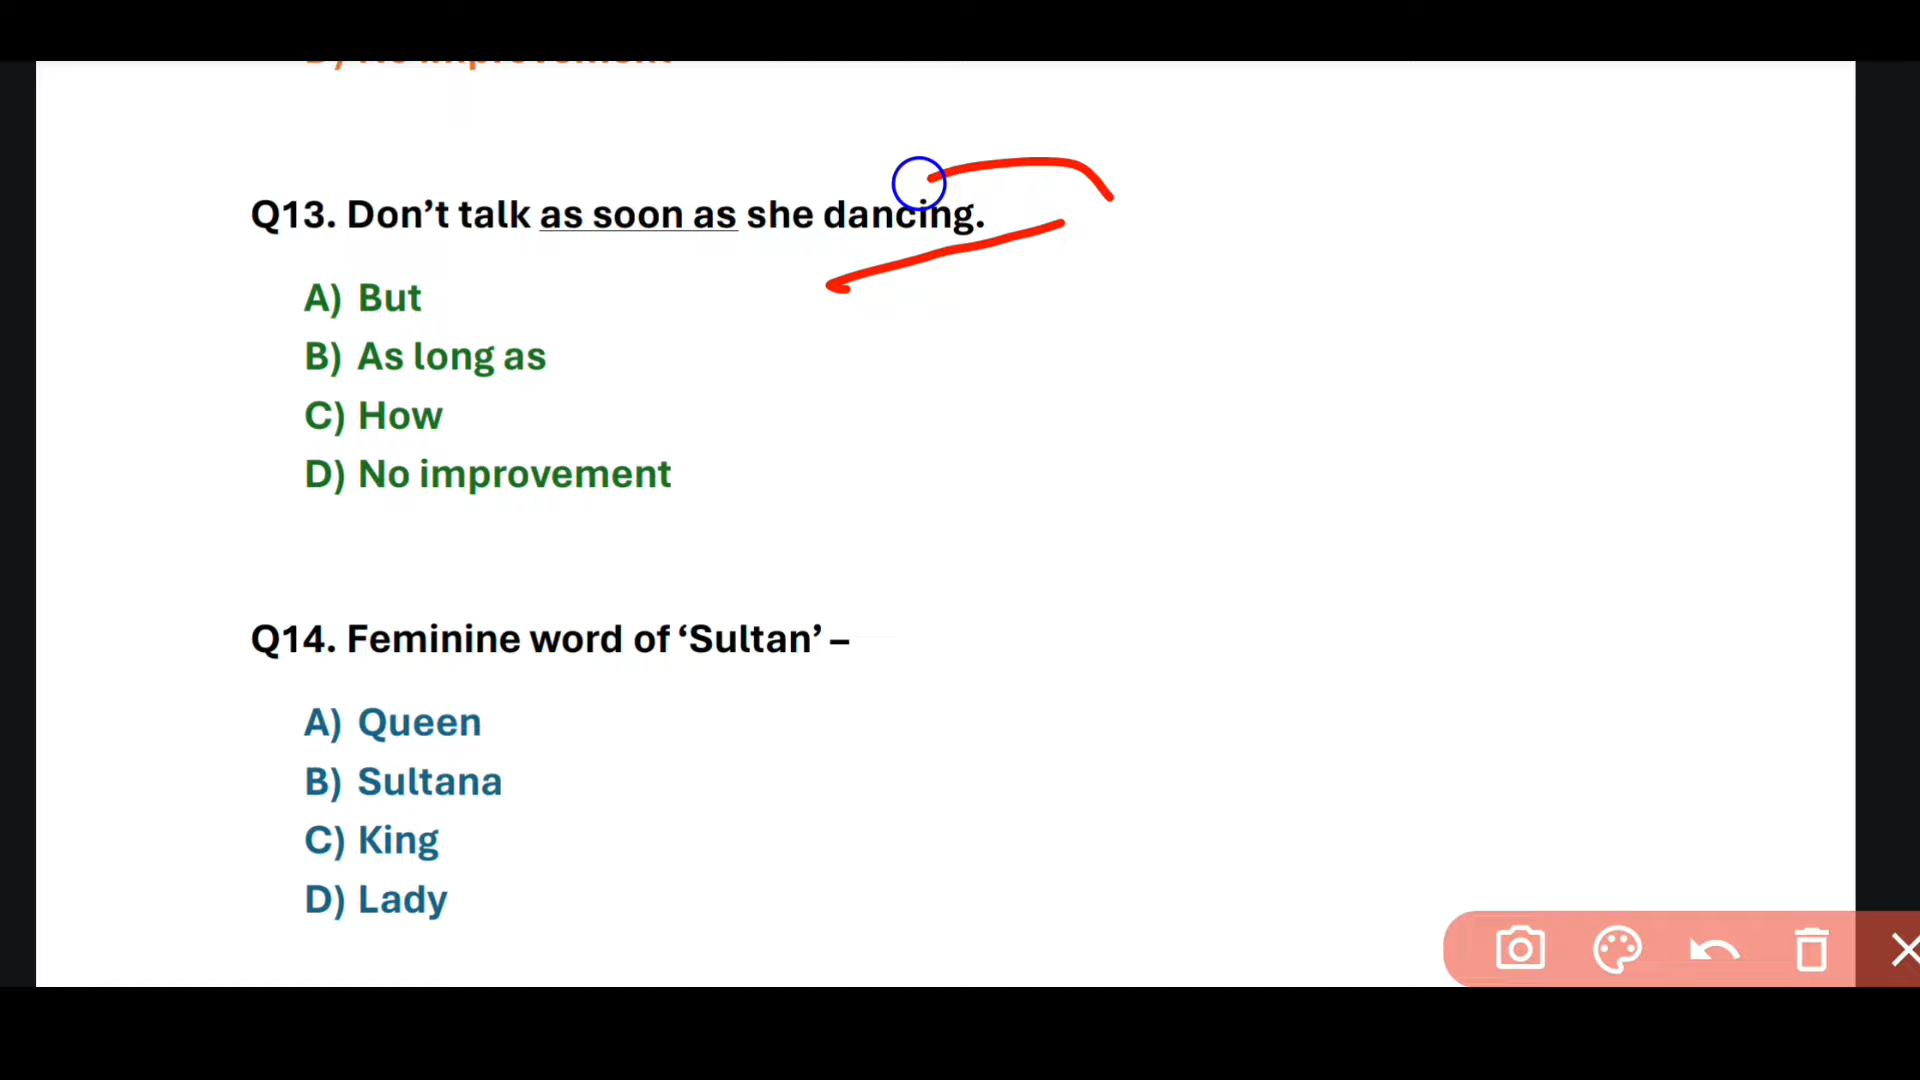 Q13. Don’t talk as soon as she dancing.
A) But
B) As long as
C) How
D) No improvement
Q14. Feminine word of ‘Sultan’ –
A) Queen
B) Sultana
C) King
D) Lady